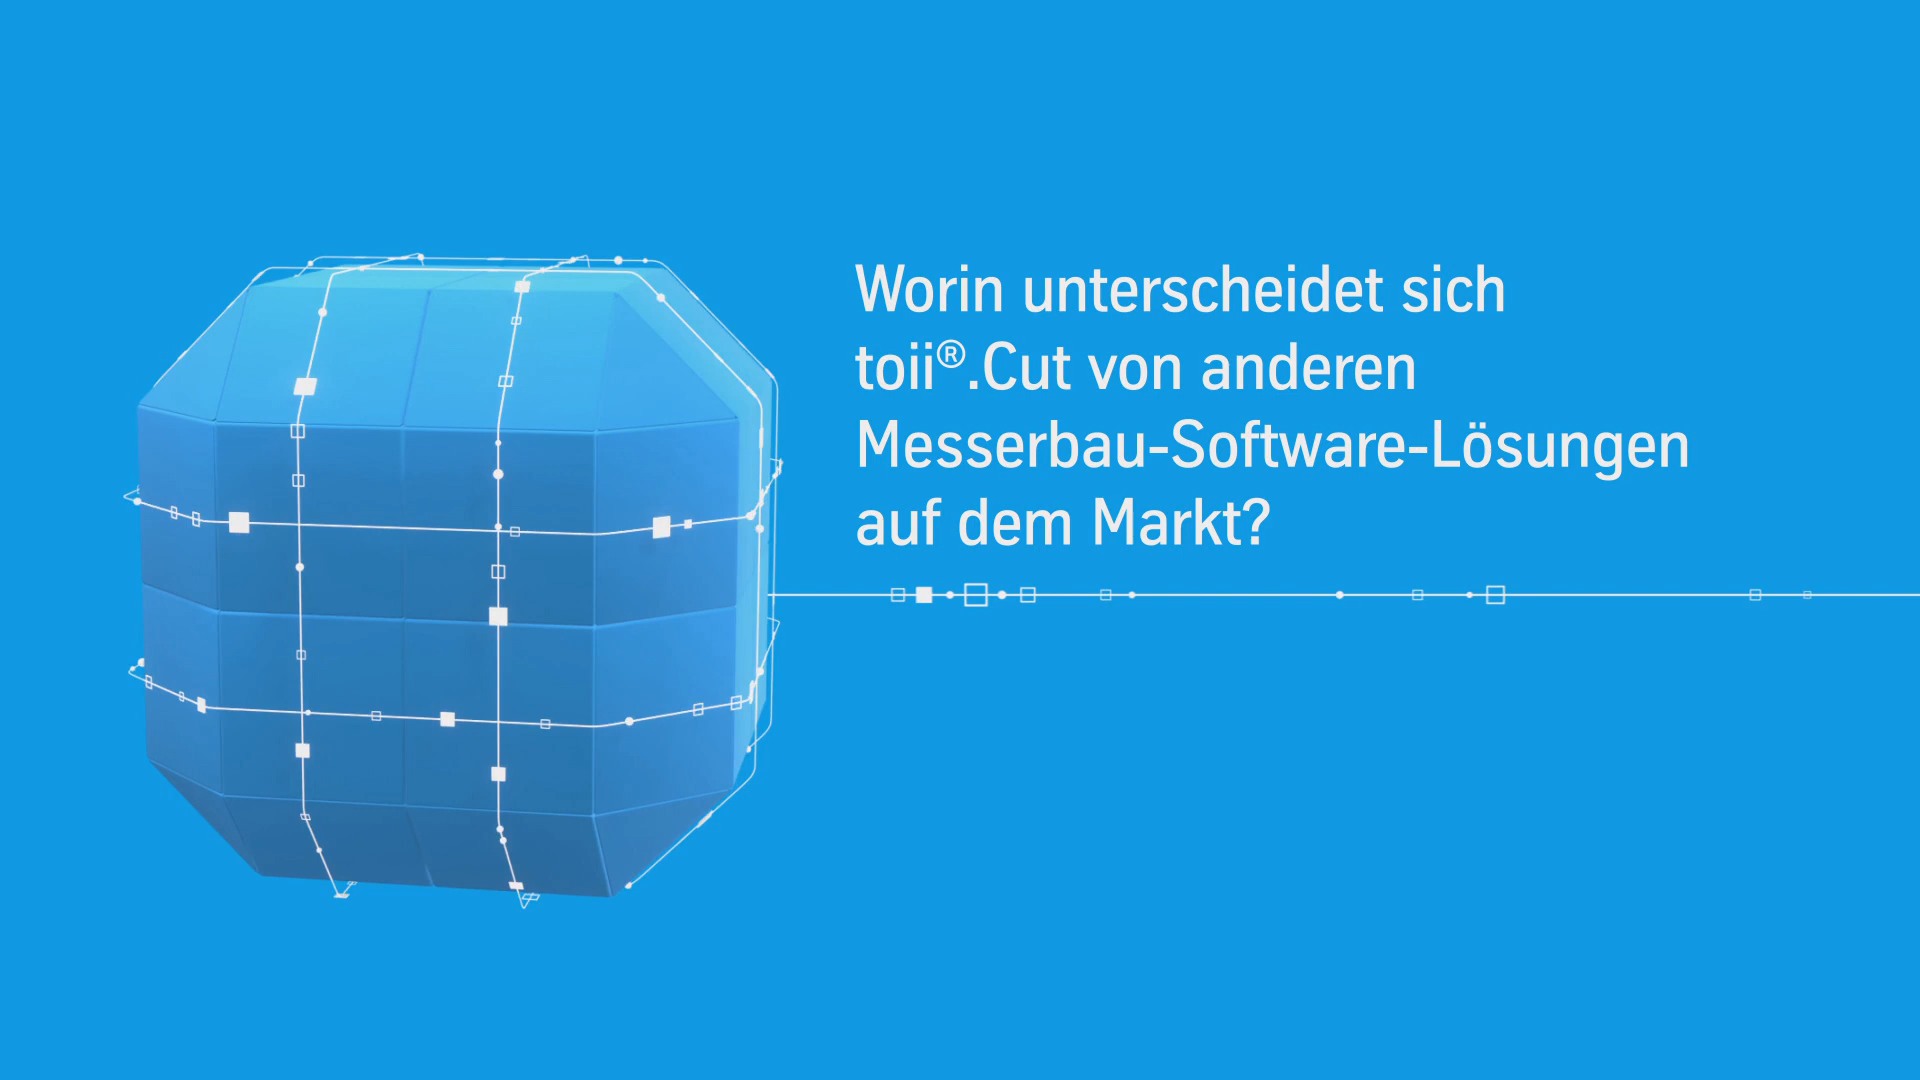 Worin unterscheidet sich
toii®.Cut von anderen
Messerbau-Software-Lösungen
auf dem Markt?